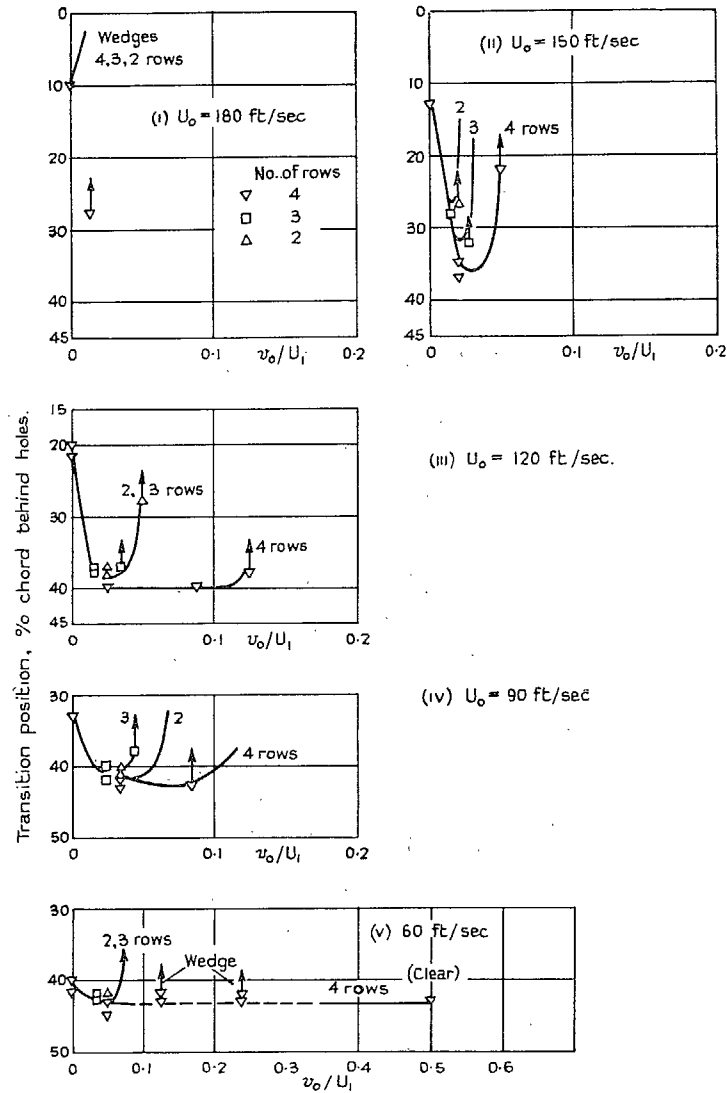 0
10
20
30
40
45
0
0·1
v₀/U₁
0·2
Wedges
4,3,2 rows
(I) U₀ = 180 ft/sec
No. of rows
▽ 4
□ 3
△ 2
0
10
20
30
40
45
0
0·1
v₀/U₁
0·2
(II) U₀ = 150 ft/sec
2
3
4 rows
Transition position, % chord behind holes.
15
20
30
40
45
0
0·1
v₀/U₁
0·2
2, 3 rows
4 rows
(III) U₀ = 120 ft/sec.
30
40
50
0
0·1
v₀/U₁
0·2
3
2
4 rows
(IV) U₀ = 90 ft/sec
30
40
50
0
0·1
0·2
0·3
0·4
0·5
0·6
v₀/U₁
2,3 rows
Wedge
(V) 60 ft/sec
(Clear)
4 rows